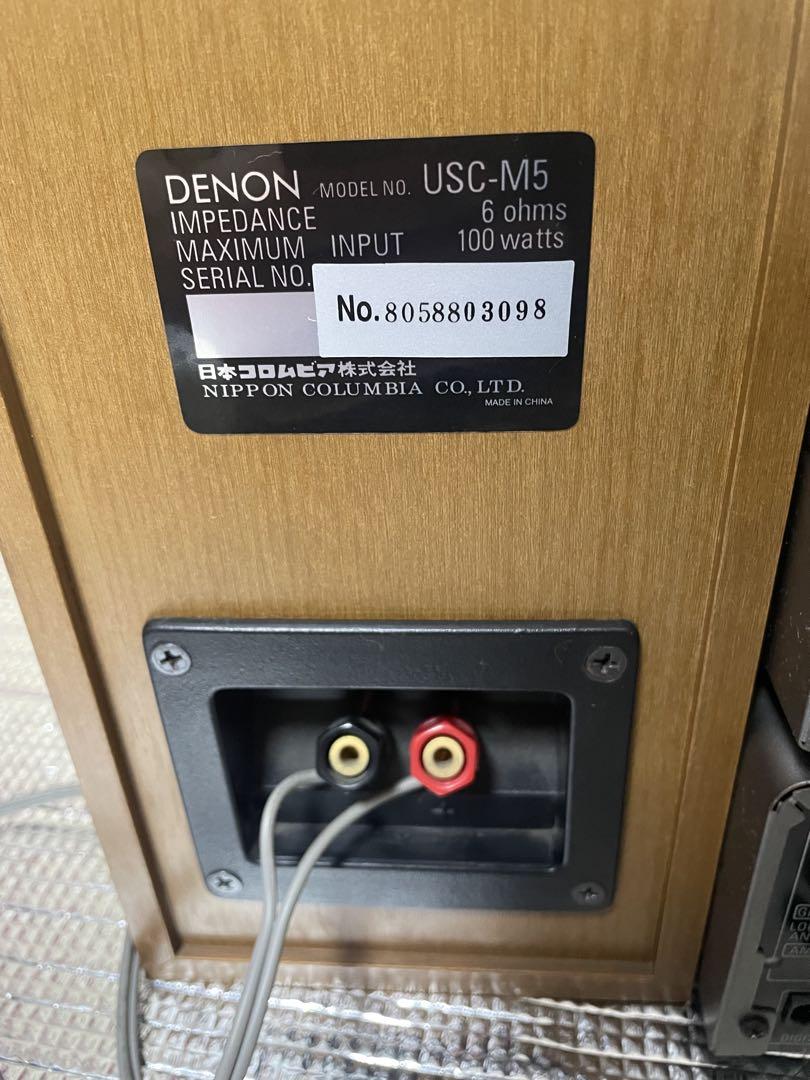 DENON MODEL NO. USC-M5
IMPEDANCE 6 ohms
MAXIMUM INPUT 100 watts
SERIAL NO.
No.8058803098
日本コロムビア株式会社
NIPPON COLUMBIA CO., LTD.
MADE IN CHINA